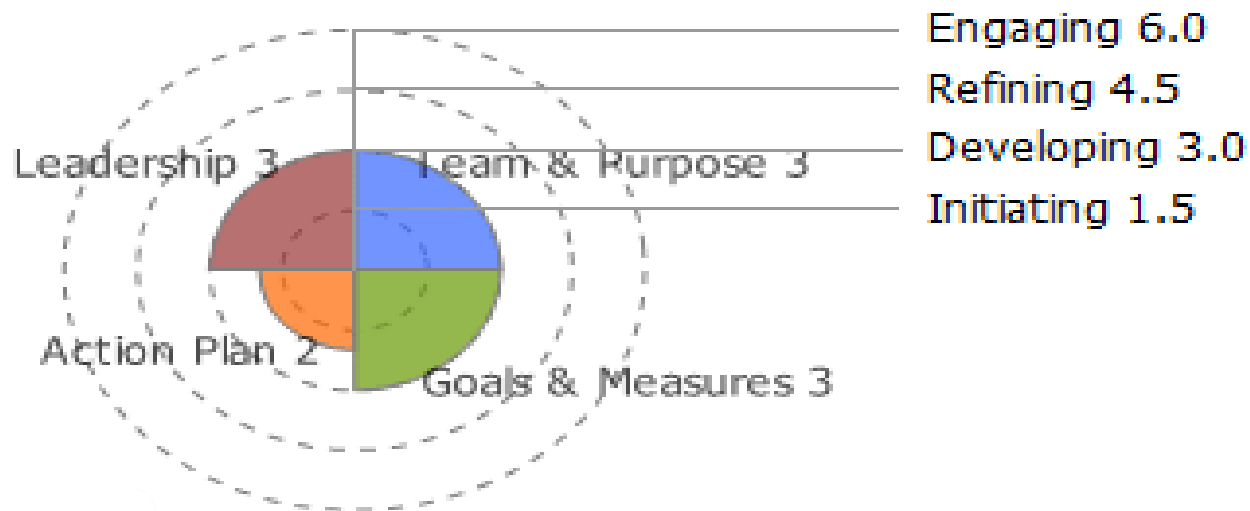 Engaging 6.0
Refining 4.5
Developing 3.0
Initiating 1.5
Leadership 3
Team & Purpose 3
Action Plan 2
Goals & Measures 3